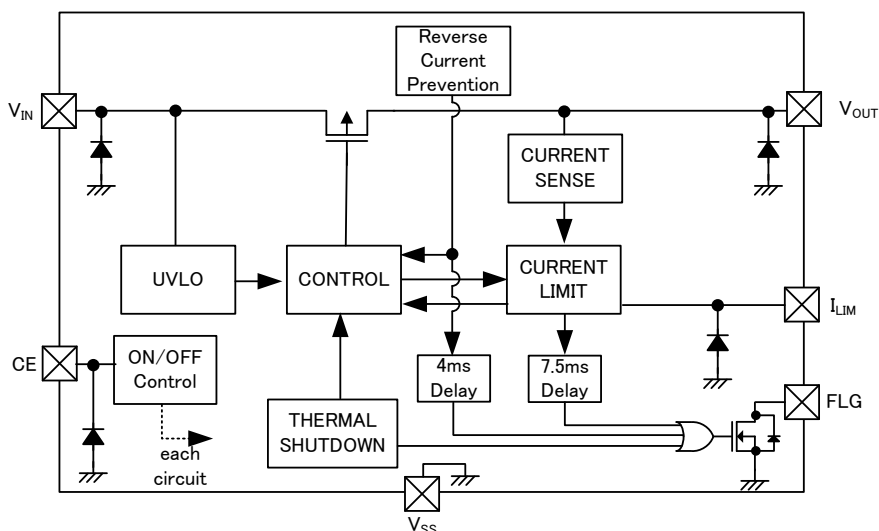 Reverse
Current
Prevention
VIN
VOUT
CURRENT
SENSE
UVLO
CONTROL
CURRENT
LIMIT
ILIM
CE
ON/OFF
Control
4ms
Delay
7.5ms
Delay
FLG
THERMAL
SHUTDOWN
each
circuit
VSS